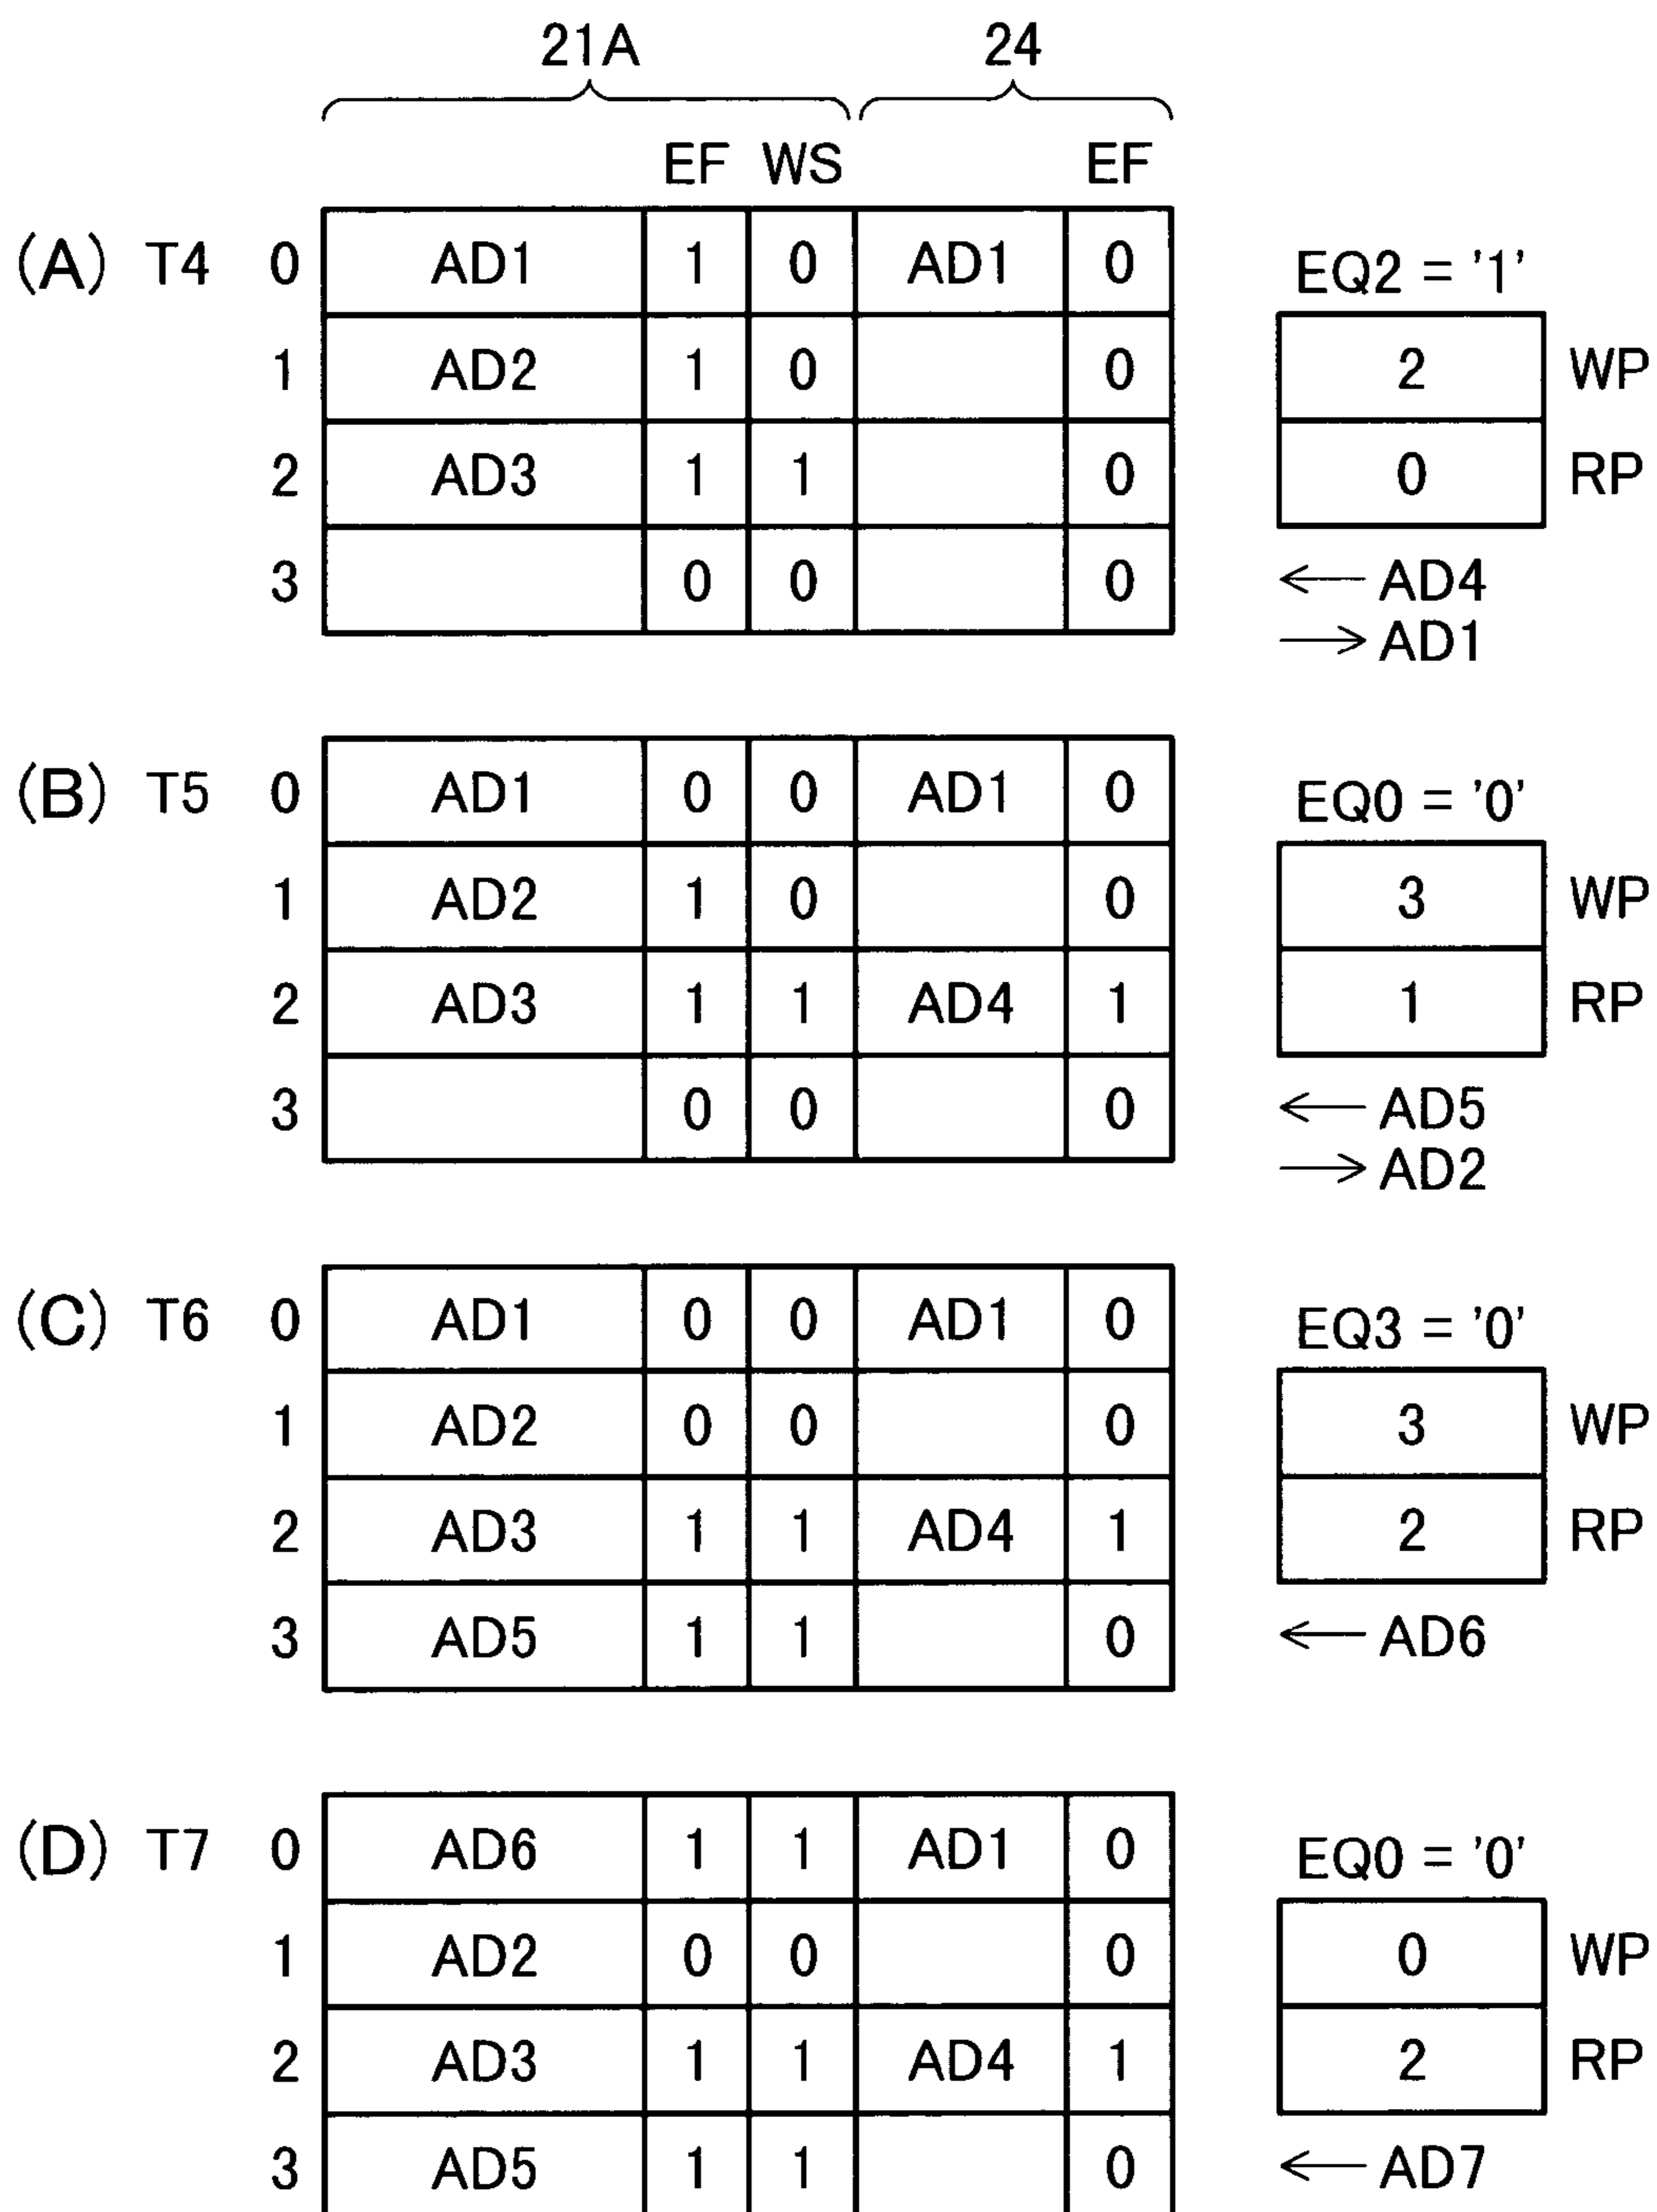 21A 24
EF WS EF
(A) T4 0 AD1 1 0 AD1 0 EQ2 = '1'
1 AD2 1 0 0 2 WP
2 AD3 1 1 0 0 RP
3 0 0 0 ← AD4
→ AD1
(B) T5 0 AD1 0 0 AD1 0 EQ0 = '0'
1 AD2 1 0 0 3 WP
2 AD3 1 1 AD4 1 1 RP
3 0 0 0 ← AD5
→ AD2
(C) T6 0 AD1 0 0 AD1 0 EQ3 = '0'
1 AD2 0 0 0 3 WP
2 AD3 1 1 AD4 1 2 RP
3 AD5 1 1 0 ← AD6
(D) T7 0 AD6 1 1 AD1 0 EQ0 = '0'
1 AD2 0 0 0 0 WP
2 AD3 1 1 AD4 1 2 RP
3 AD5 1 1 0 ← AD7